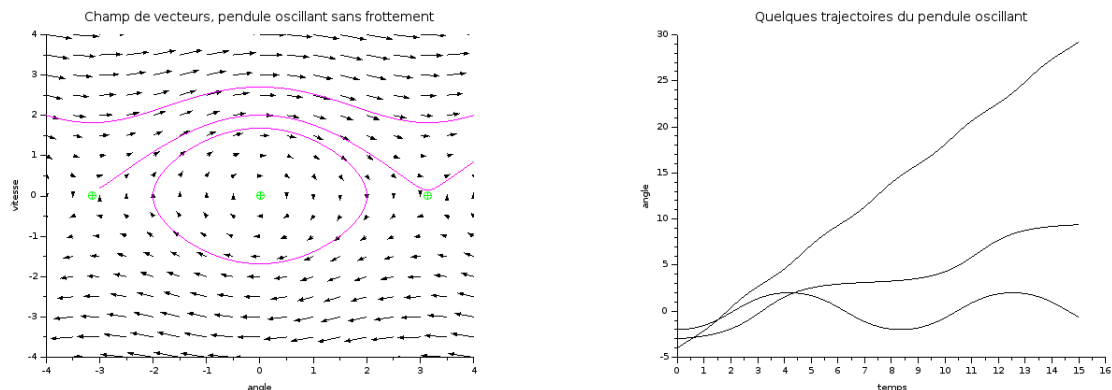 Champ de vecteurs, pendule oscillant sans frottement
4
3
2
1
0
-1
-2
-3
-4
vitesse
-4 -3 -2 -1 0 1 2 3 4
angle
Quelques trajectoires du pendule oscillant
30
25
20
15
10
5
0
-5
angle
0 1 2 3 4 5 6 7 8 9 10 11 12 13 14 15 16
temps